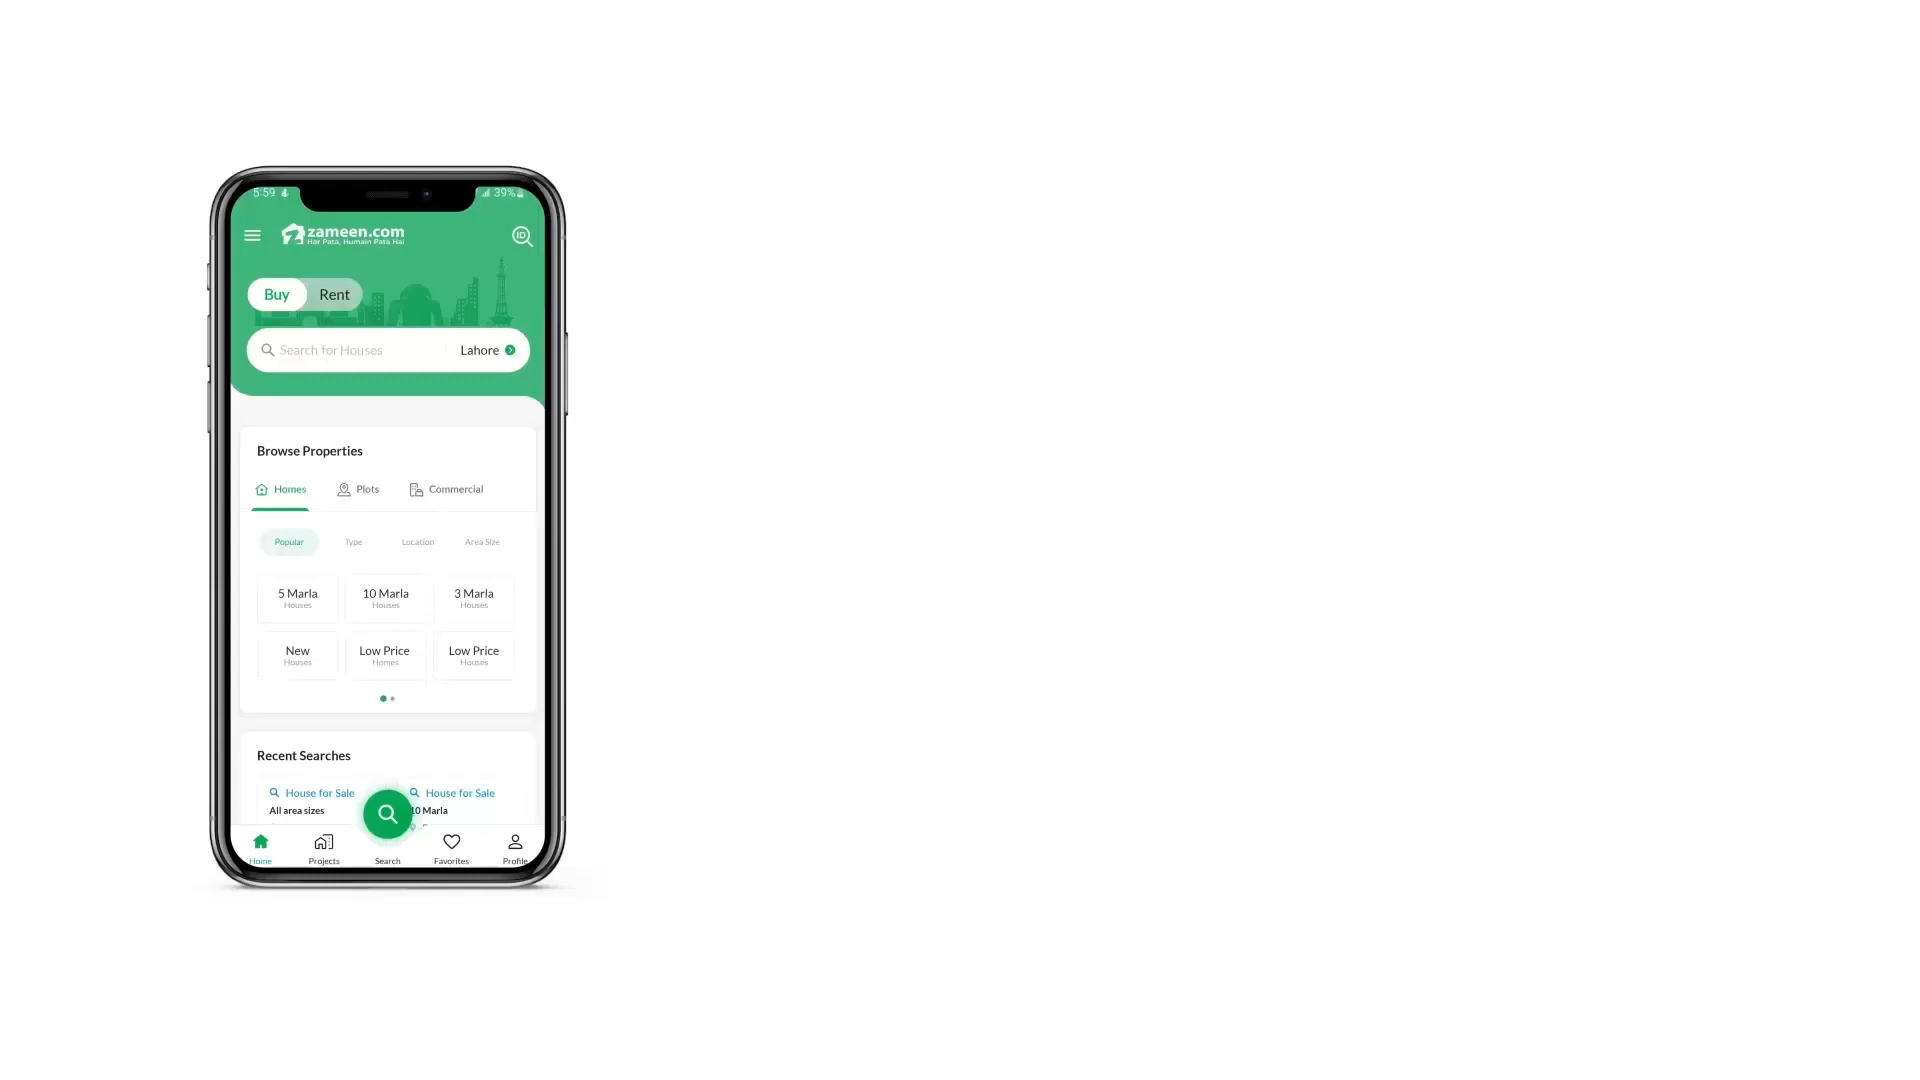 5:59 39%
zameen.com
Har Pata, Humain Pata Hai
ID
Buy Rent
Search for Houses Lahore
Browse Properties
Homes Plots Commercial
Popular Type Location Area Size
5 Marla 10 Marla 3 Marla
Houses Houses Houses
New Low Price Low Price
Houses Homes Houses
Recent Searches
House for Sale House for Sale
All area sizes 10 Marla
Home Projects Search Favorites Profile